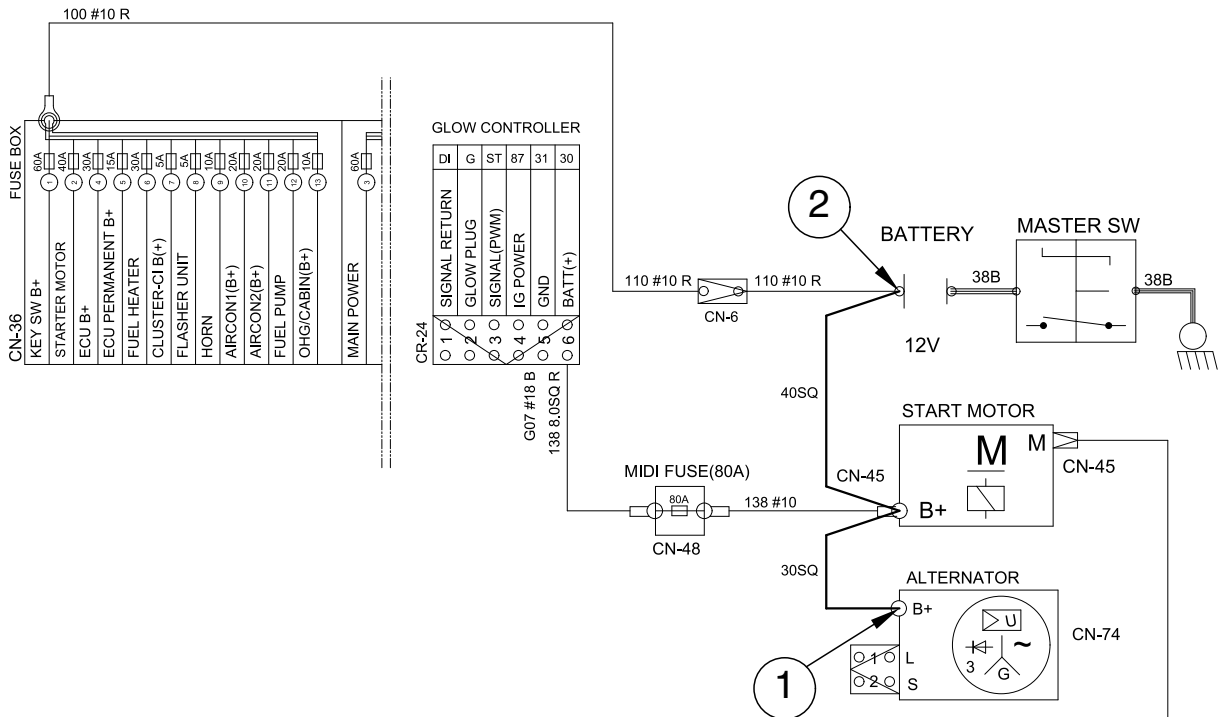 100 #10 R
FUSE BOX
CN-36
60A
40A
30A
15A
30A
5A
5A
10A
20A
20A
20A
10A
60A
1
2
4
5
6
7
8
9
10
11
12
13
3
KEY SW B+
STARTER MOTOR
ECU B+
ECU PERMANENT B+
FUEL HEATER
CLUSTER-CI B(+)
FLASHER UNIT
HORN
AIRCON1(B+)
AIRCON2(B+)
FUEL PUMP
OHG/CABIN(B+)
MAIN POWER
GLOW CONTROLLER
DI G ST 87 31 30
SIGNAL RETURN
GLOW PLUG
SIGNAL(PWM)
IG POWER
GND
BATT(+)
CR-24
1 2 3 4 5 6
G07 #18 B
138 8.0SQ R
110 #10 R
CN-6
110 #10 R
2
BATTERY
12V
38B
MASTER SW
38B
40SQ
START MOTOR
M
M
CN-45
CN-45
B+
MIDI FUSE(80A)
80A
138 #10
CN-48
30SQ
ALTERNATOR
B+
U
3
~
G
CN-74
1 L
2 S
1